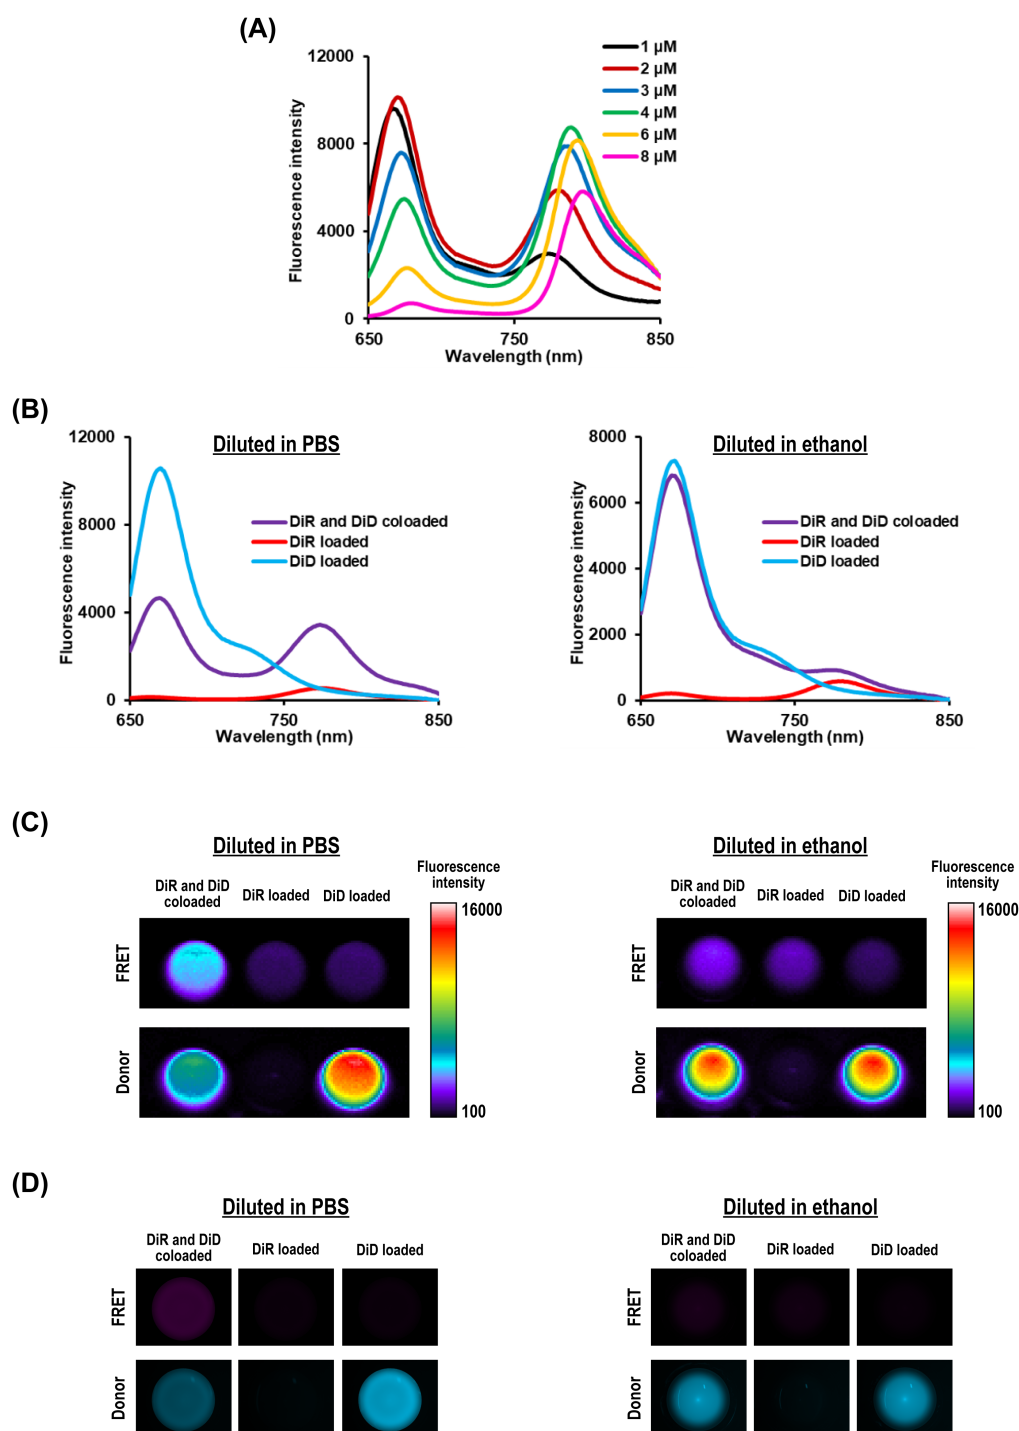 (A)
12000
8000
4000
0
650
750
850
Fluorescence intensity
Wavelength (nm)
1 µM
2 µM
3 µM
4 µM
6 µM
8 µM
(B)
Diluted in PBS
12000
8000
4000
0
650
750
850
Fluorescence intensity
Wavelength (nm)
DiR and DiD coloaded
DiR loaded
DiD loaded
Diluted in ethanol
8000
6000
4000
2000
0
650
750
850
Fluorescence intensity
Wavelength (nm)
DiR and DiD coloaded
DiR loaded
DiD loaded
(C)
Diluted in PBS
DiR and DiD
coloaded
DiR loaded
DiD loaded
Fluorescence
intensity
16000
100
FRET
Donor
Diluted in ethanol
DiR and DiD
coloaded
DiR loaded
DiD loaded
Fluorescence
intensity
16000
100
FRET
Donor
(D)
Diluted in PBS
DiR and DiD
coloaded
DiR loaded
DiD loaded
FRET
Donor
Diluted in ethanol
DiR and DiD
coloaded
DiR loaded
DiD loaded
FRET
Donor